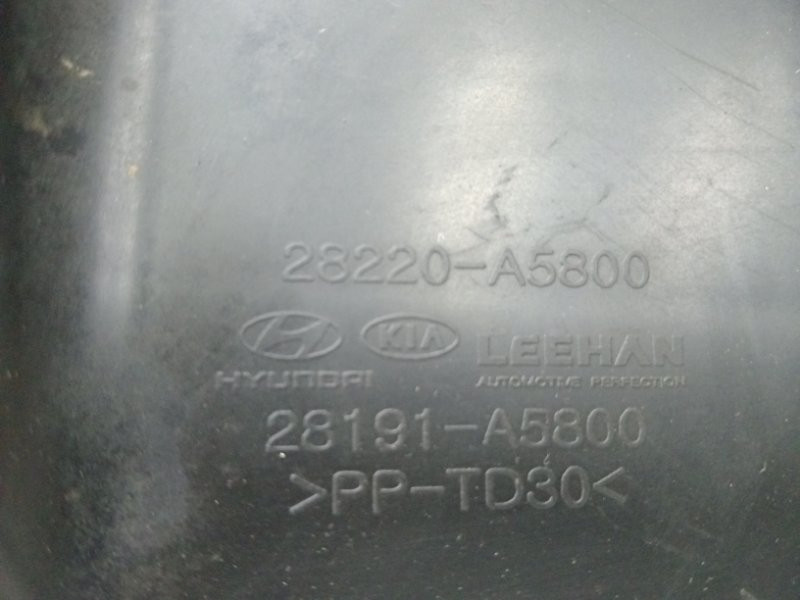 28220-A5800
KIA LEEHAN
HYUNDAI AUTOMOTIVE PERFECTION
28191-A5800
>PP-TD30<